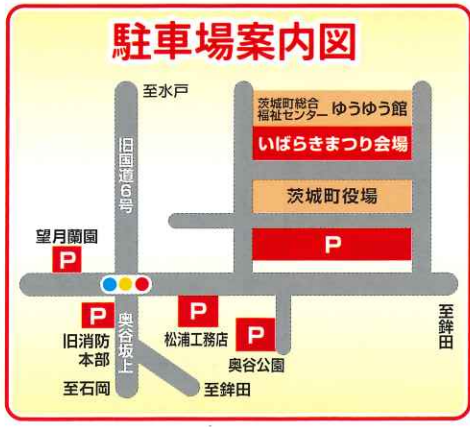 駐車場案内図
至水戸
茨城町総合
福祉センター ゆうゆう館
いばらきまつり会場
旧国道6号
茨城町役場
望月蘭園
P
P
P
旧消防
本部
奥谷坂上
P
松浦工務店
P
奥谷公園
至鉾田
至石岡
至鉾田